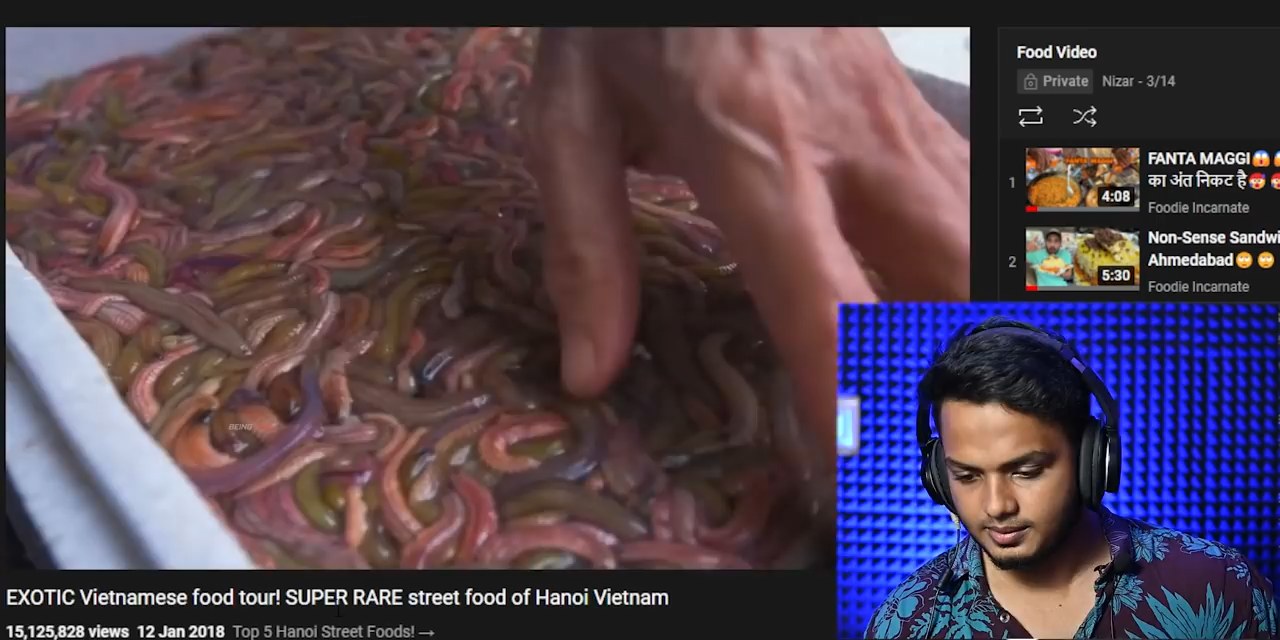 BEING
EXOTIC Vietnamese food tour! SUPER RARE street food of Hanoi Vietnam
15,125,828 views 12 Jan 2018 Top 5 Hanoi Street Foods! →
Food Video
Private Nizar - 3/14
1
FANTA MAGGI😱
का अंत निकट है🥵
Foodie Incarnate
4:08
2
Non-Sense Sandwi
Ahmedabad🙄 🙄
Foodie Incarnate
5:30